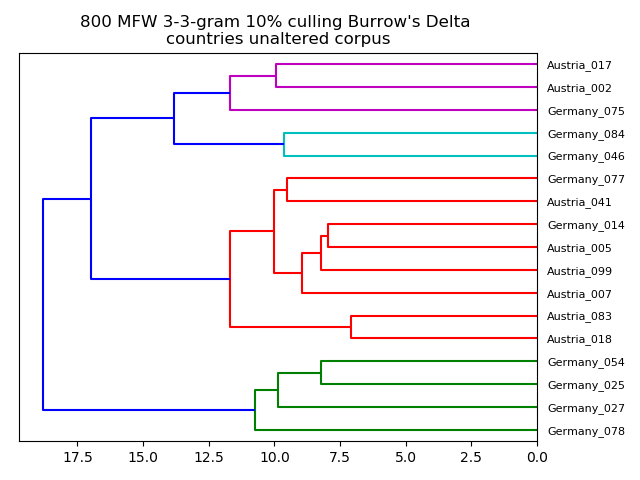 800 MFW 3-3-gram 10% culling Burrow's Delta
countries unaltered corpus
Austria_017
Austria_002
Germany_075
Germany_084
Germany_046
Germany_077
Austria_041
Germany_014
Austria_005
Austria_099
Austria_007
Austria_083
Austria_018
Germany_054
Germany_025
Germany_027
Germany_078
17.5 15.0 12.5 10.0 7.5 5.0 2.5 0.0